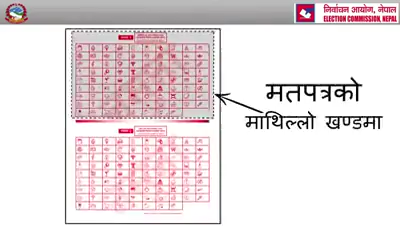 निर्वाचन आयोग, नेपाल
ELECTION COMMISSION, NEPAL
मतपत्रको
माथिल्लो खण्डमा